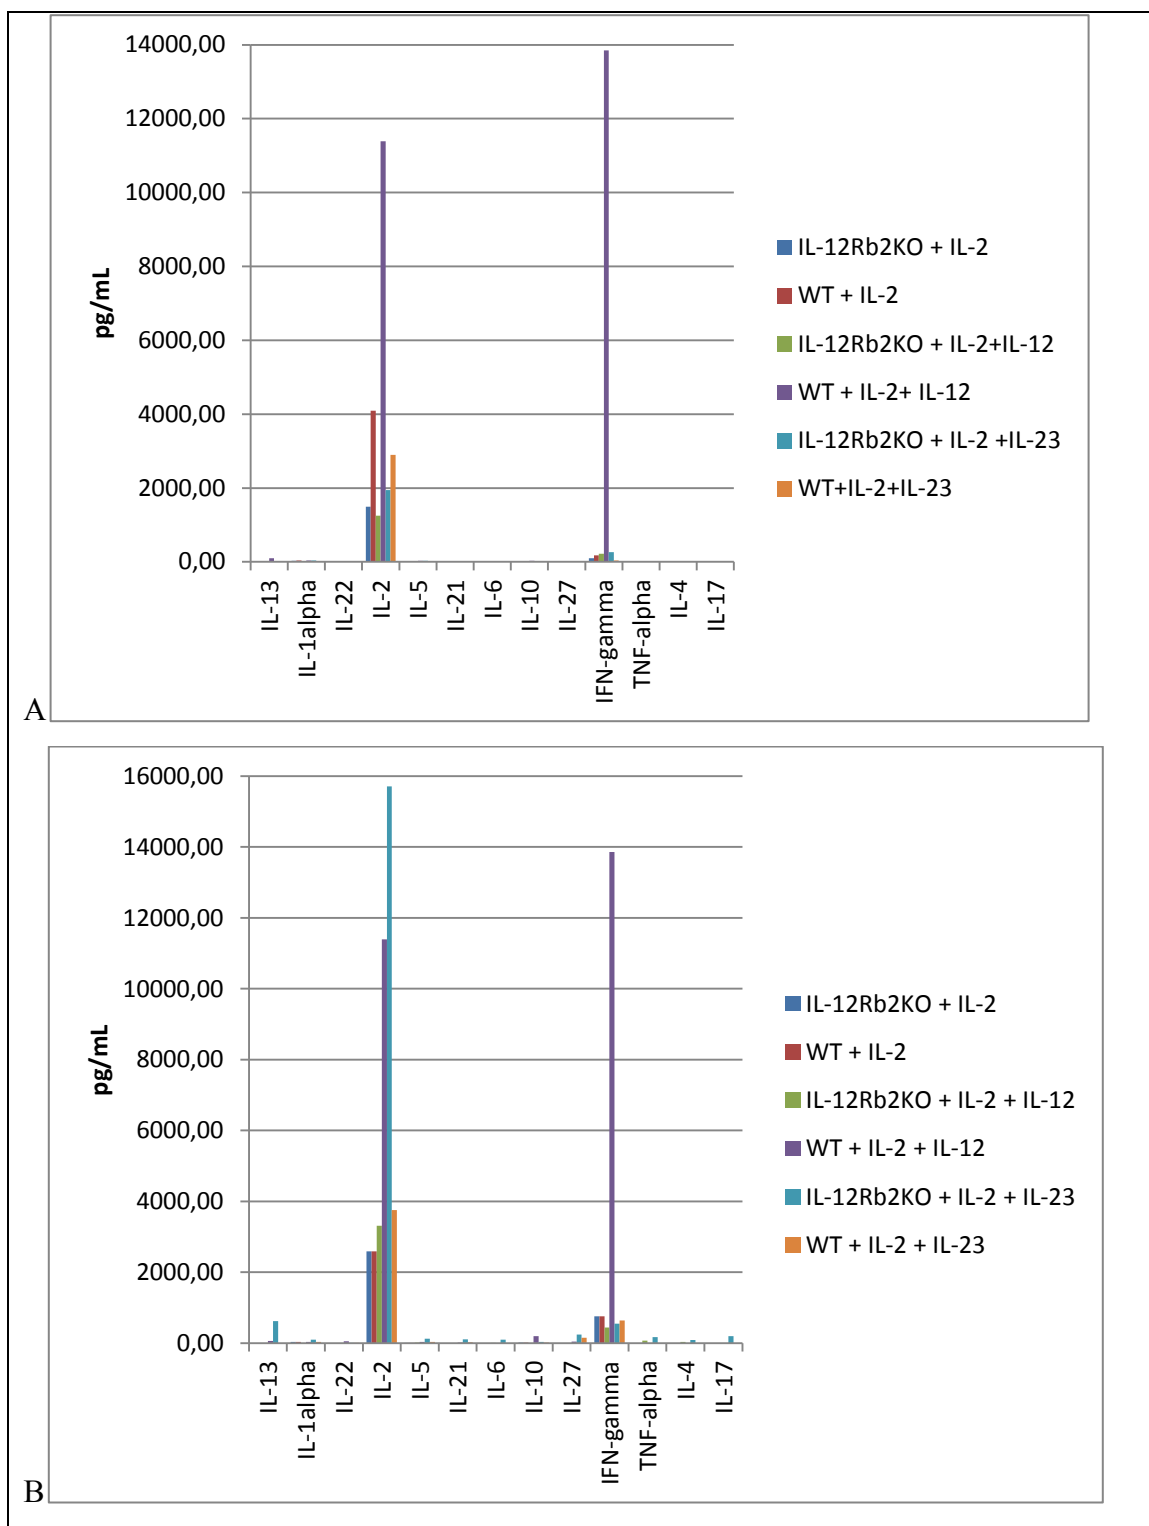 14000,00
12000,00
10000,00
8000,00
6000,00
4000,00
2000,00
0,00
pg/mL
IL-13
IL-1alpha
IL-22
IL-2
IL-5
IL-21
IL-6
IL-10
IL-27
IFN-gamma
TNF-alpha
IL-4
IL-17
IL-12Rb2KO + IL-2
WT + IL-2
IL-12Rb2KO + IL-2+IL-12
WT + IL-2+ IL-12
IL-12Rb2KO + IL-2 +IL-23
WT+IL-2+IL-23
A
16000,00
14000,00
12000,00
10000,00
8000,00
6000,00
4000,00
2000,00
0,00
pg/mL
IL-13
IL-1alpha
IL-22
IL-2
IL-5
IL-21
IL-6
IL-10
IL-27
IFN-gamma
TNF-alpha
IL-4
IL-17
IL-12Rb2KO + IL-2
WT + IL-2
IL-12Rb2KO + IL-2 + IL-12
WT + IL-2 + IL-12
IL-12Rb2KO + IL-2 + IL-23
WT + IL-2 + IL-23
B